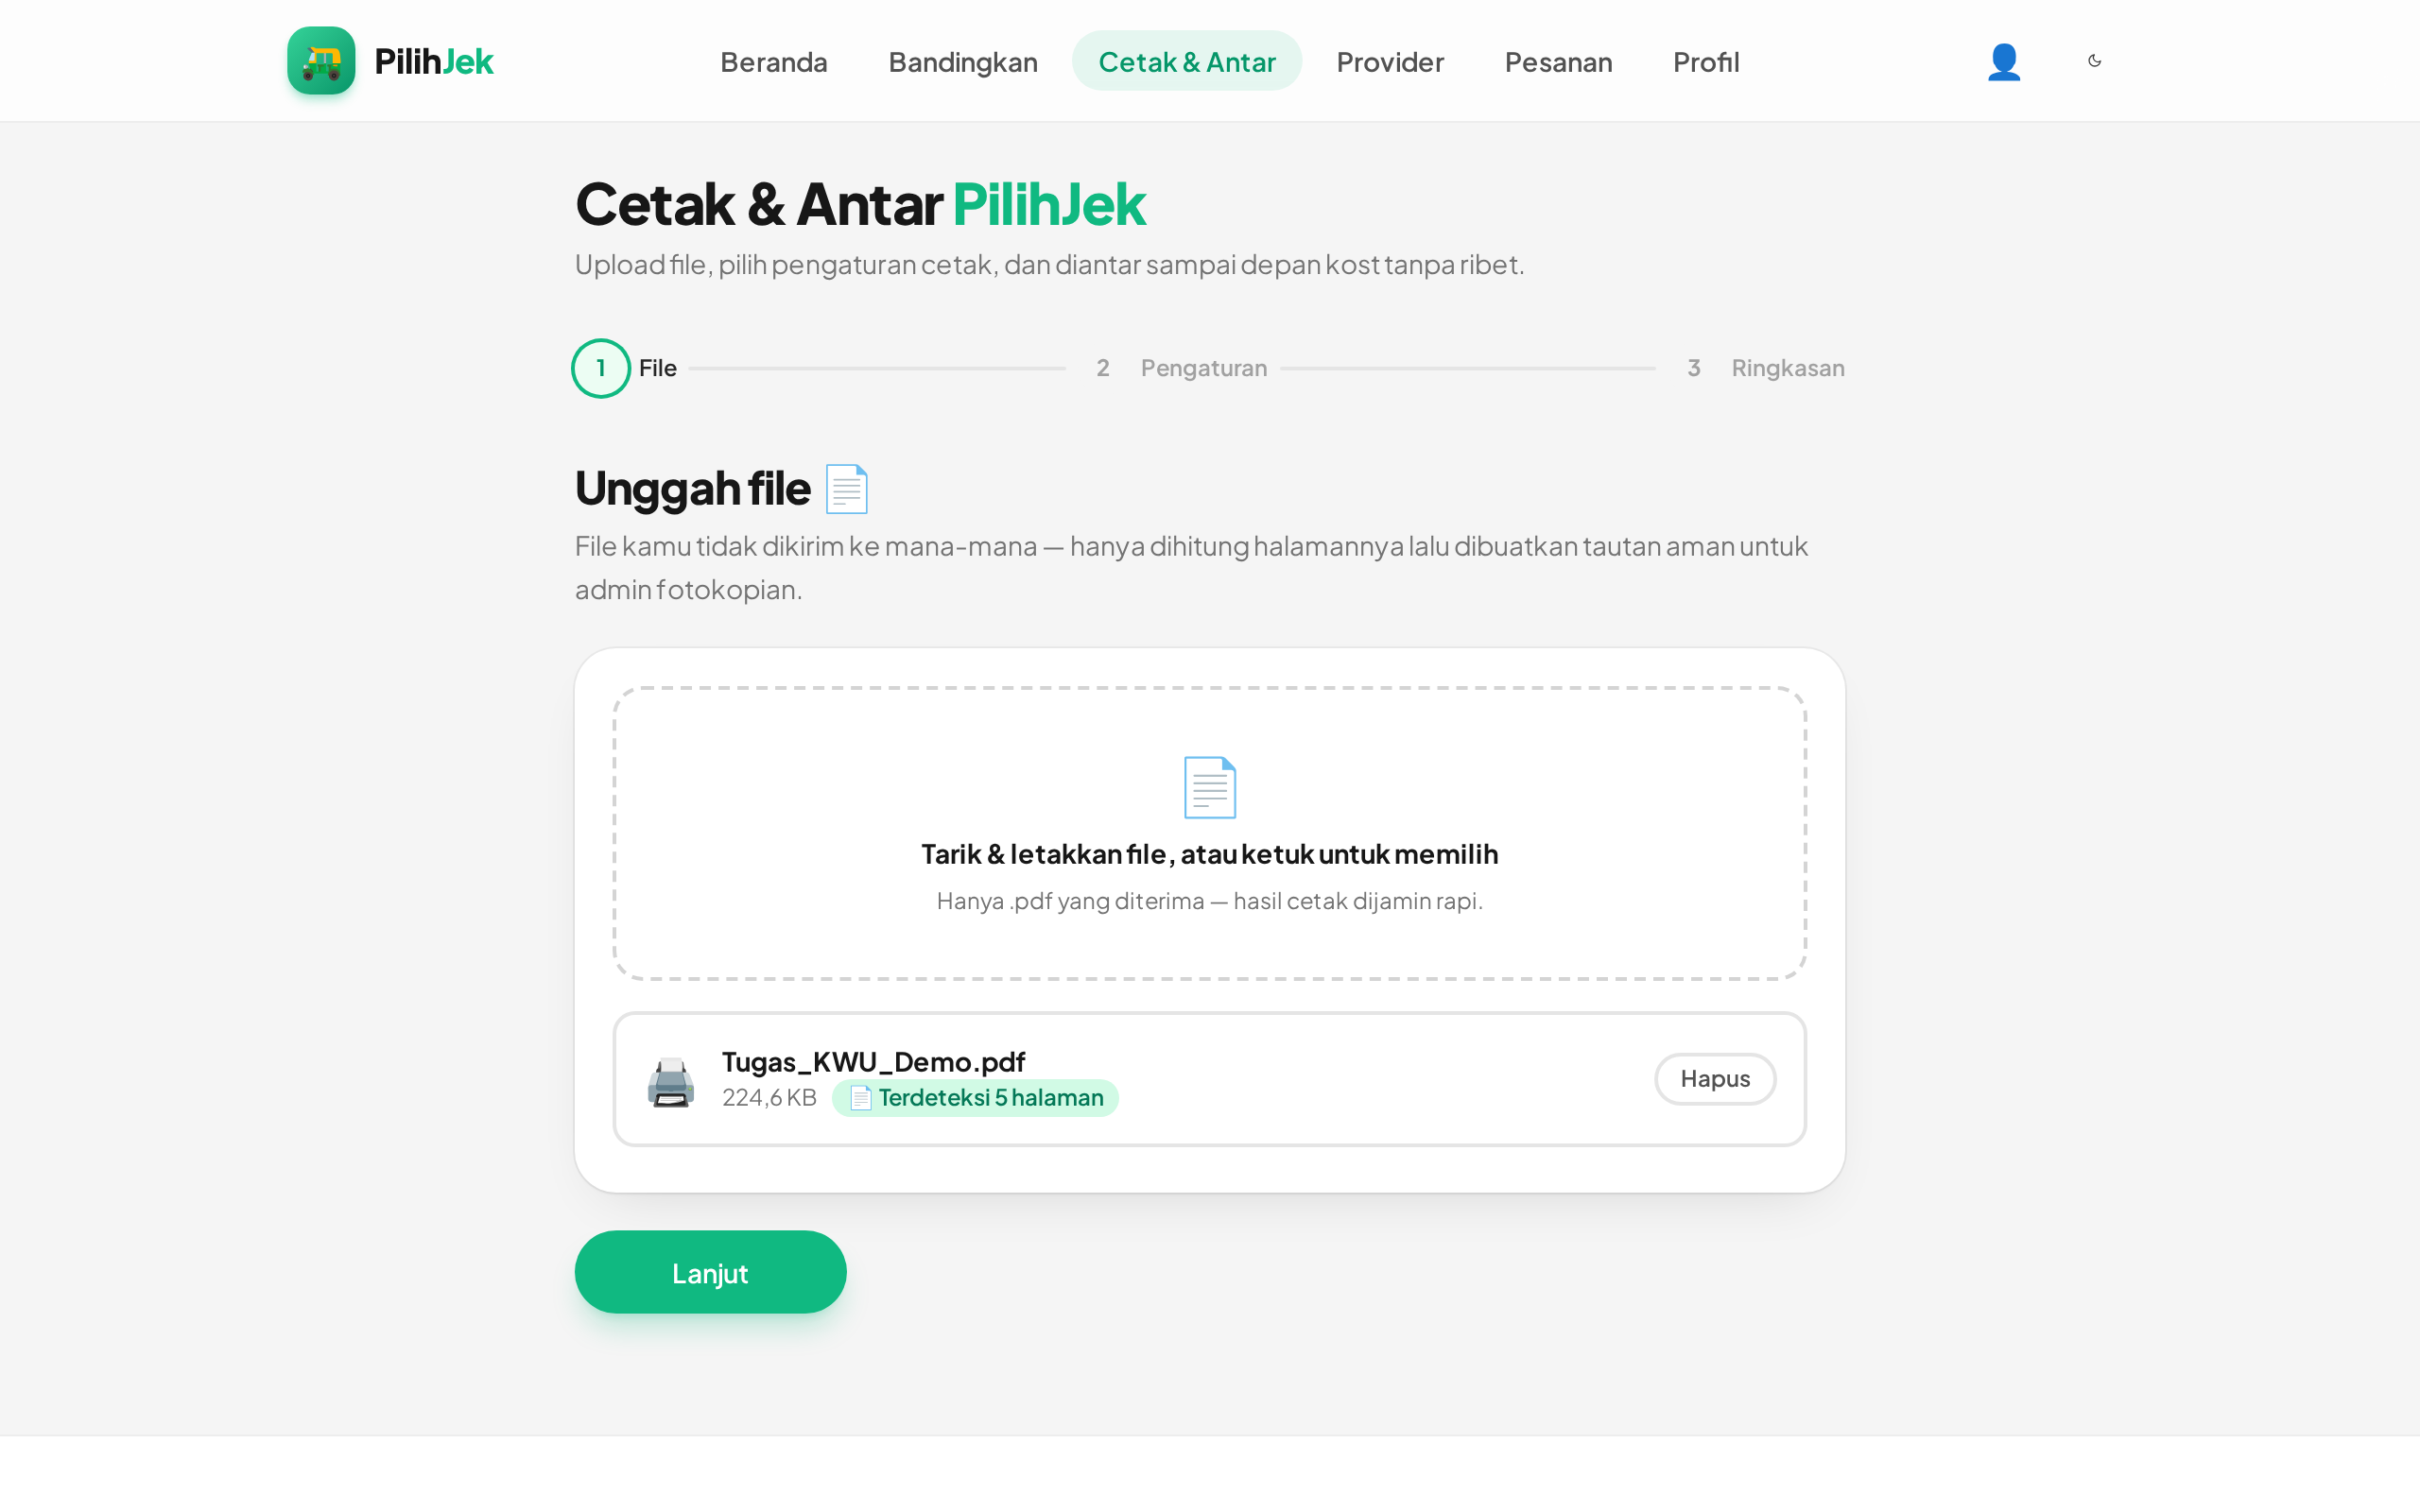 PilihJek
Beranda
Bandingkan
Cetak & Antar
Provider
Pesanan
Profil
Cetak & Antar PilihJek
Upload file, pilih pengaturan cetak, dan diantar sampai depan kost tanpa ribet.
1 File
2 Pengaturan
3 Ringkasan
Unggah file
File kamu tidak dikirim ke mana-mana — hanya dihitung halamannya lalu dibuatkan tautan aman untuk
admin fotokopian.
Tarik & letakkan file, atau ketuk untuk memilih
Hanya .pdf yang diterima — hasil cetak dijamin rapi.
Tugas_KWU_Demo.pdf
224,6 KB Terdeteksi 5 halaman
Hapus
Lanjut